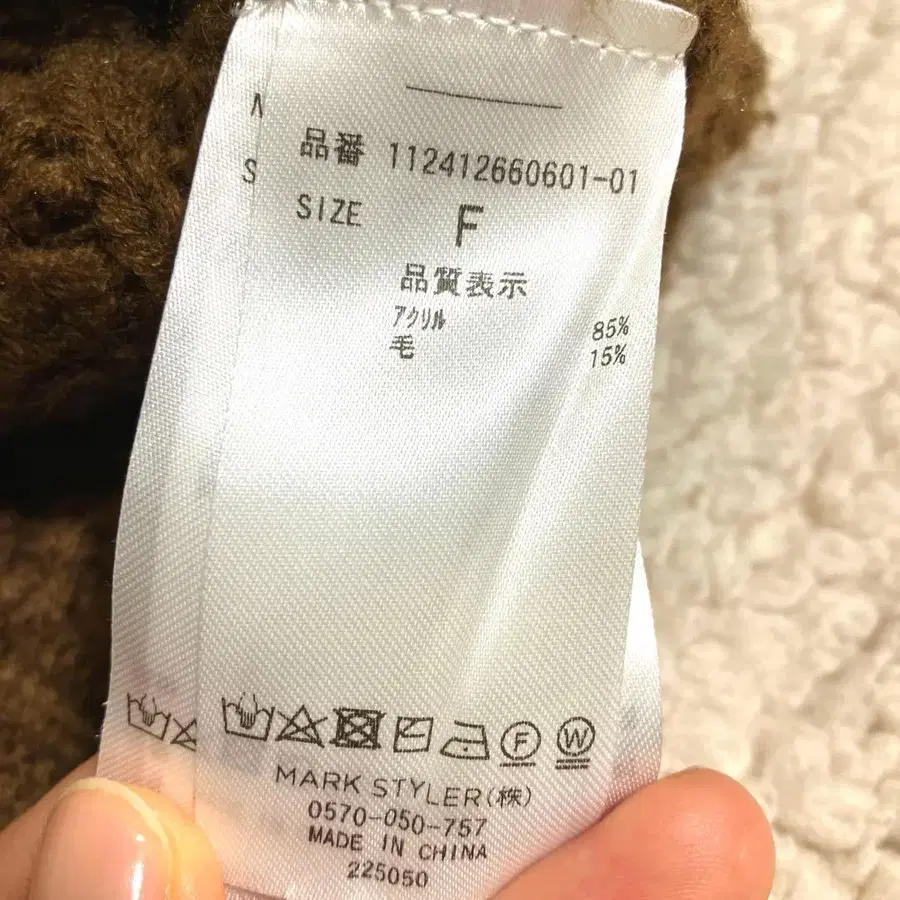 品番 112412660601-01
SIZE F
品質表示
アクリル 85%
毛 15%
F W
MARK STYLER(株)
0570-050-757
MADE IN CHINA
225050